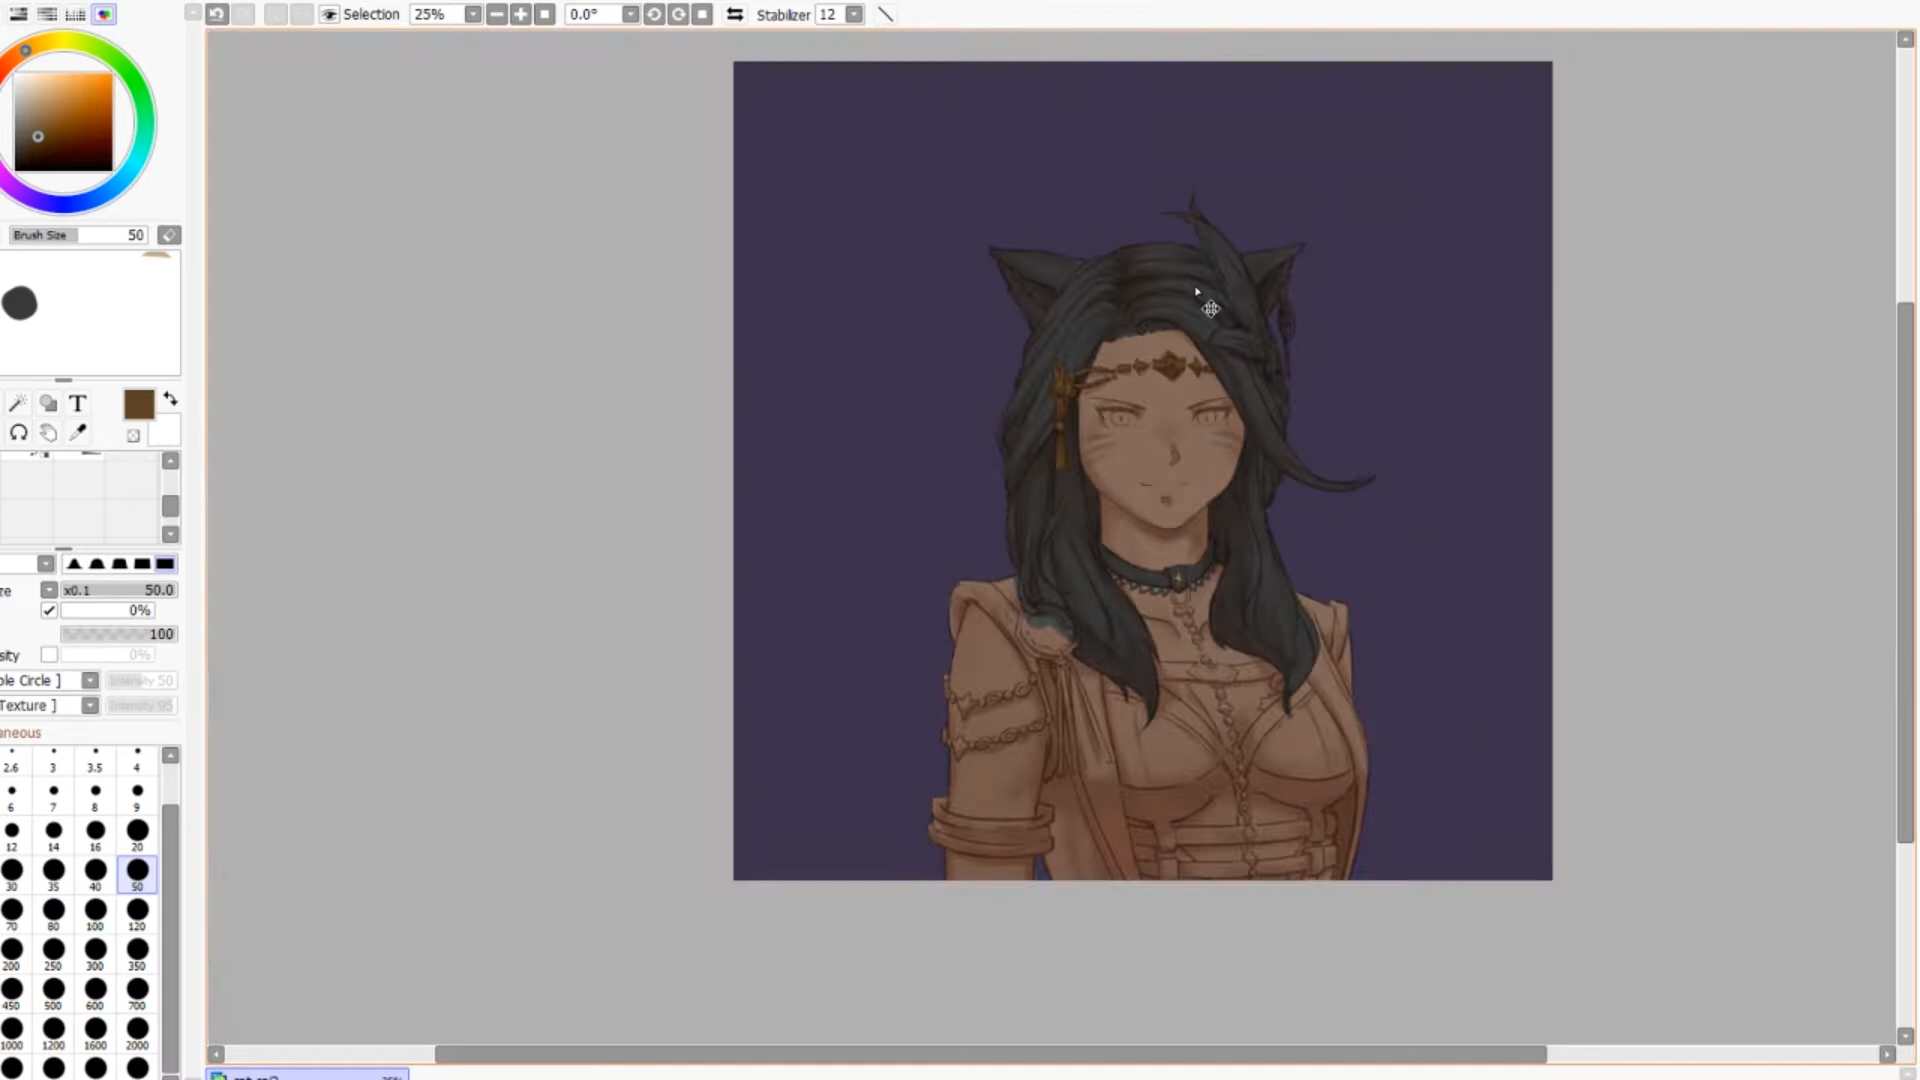 Selection 25% 0.0° Stabilizer 12
Brush Size 50
T
ze x0.1 50.0
0%
100
sity 0%
ple Circle ] Intensity 50
Texture ] Intensity 95
aneous
2.6 3 3.5 4
6 7 8 9
12 14 16 20
30 35 40 50
70 80 100 120
200 250 300 350
450 500 600 700
1000 1200 1600 2000